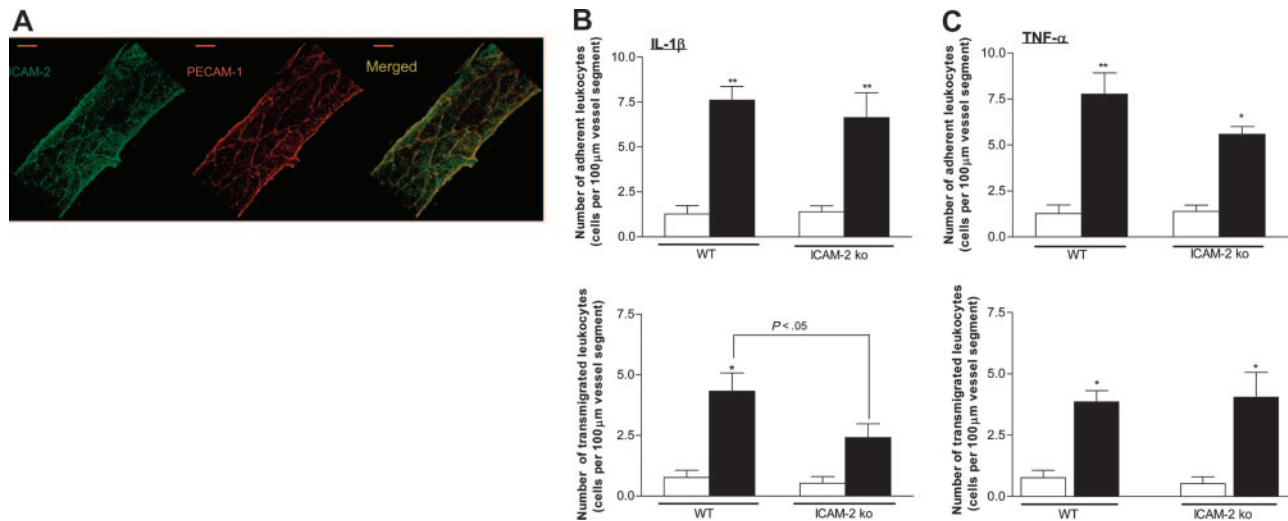 A
ICAM-2
PECAM-1
Merged
B
IL-1β
Number of adherent leukocytes
(cells per 100μm vessel segment)
10.0
7.5
5.0
2.5
0.0
**
**
WT
ICAM-2 ko
Number of transmigrated leukocytes
(cells per 100μm vessel segment)
7.5
5.0
2.5
0.0
P < .05
*
WT
ICAM-2 ko
C
TNF-α
Number of adherent leukocytes
(cells per 100μm vessel segment)
10.0
7.5
5.0
2.5
0.0
**
*
WT
ICAM-2 ko
Number of transmigrated leukocytes
(cells per 100μm vessel segment)
7.5
5.0
2.5
0.0
*
*
WT
ICAM-2 ko